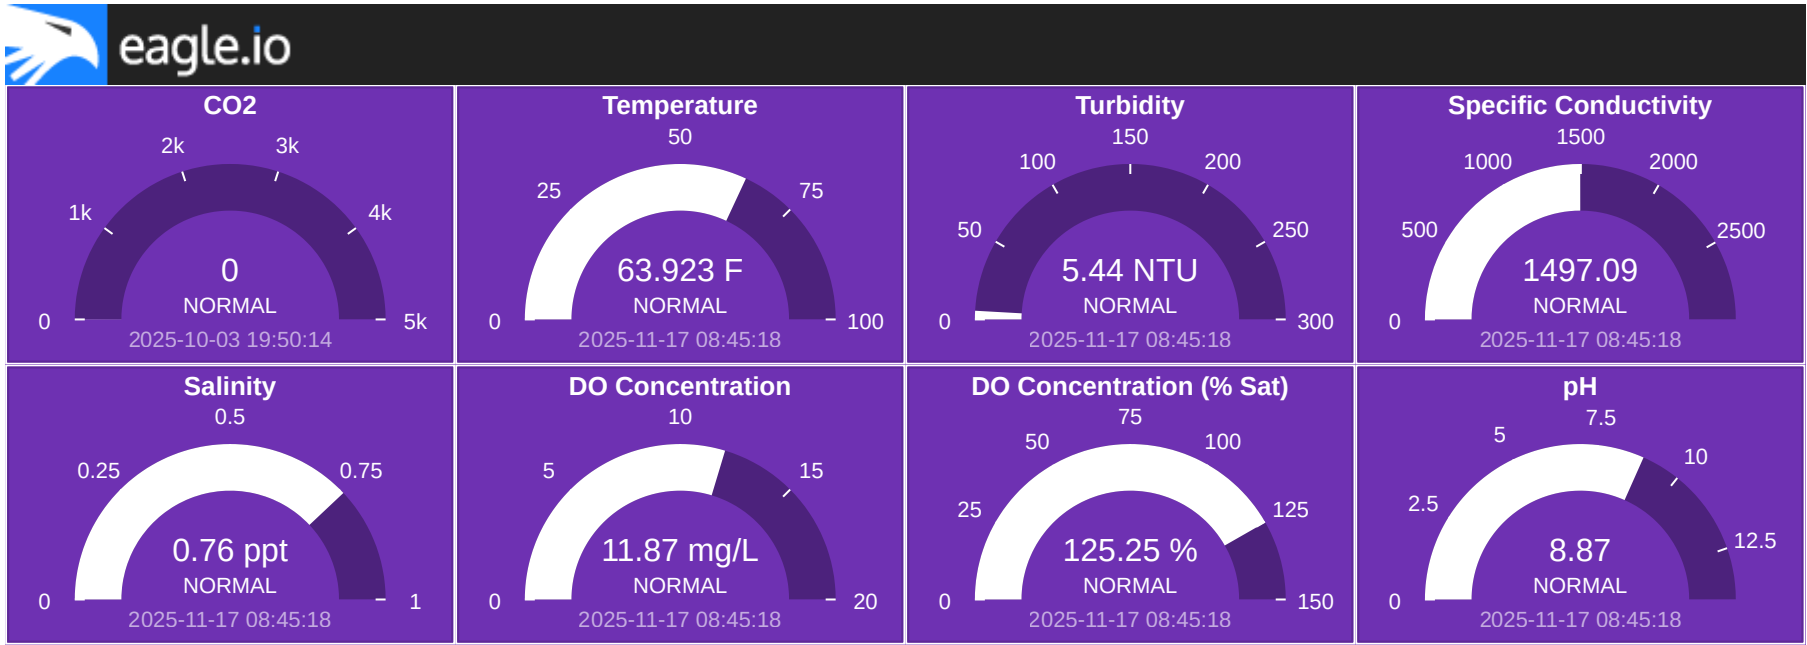 eagle.io
CO2
2k
3k
1k
4k
0
NORMAL
0
5k
2025-10-03 19:50:14
Temperature
50
25
75
63.923 F
NORMAL
0
100
2025-11-17 08:45:18
Turbidity
150
100
200
50
250
5.44 NTU
NORMAL
0
300
2025-11-17 08:45:18
Specific Conductivity
1500
1000
2000
500
2500
1497.09
NORMAL
0
2025-11-17 08:45:18
Salinity
0.5
0.25
0.75
0.76 ppt
NORMAL
0
1
2025-11-17 08:45:18
DO Concentration
10
5
15
11.87 mg/L
NORMAL
0
20
2025-11-17 08:45:18
DO Concentration (% Sat)
75
50
100
25
125
125.25 %
NORMAL
0
150
2025-11-17 08:45:18
pH
7.5
5
10
2.5
12.5
8.87
NORMAL
0
2025-11-17 08:45:18